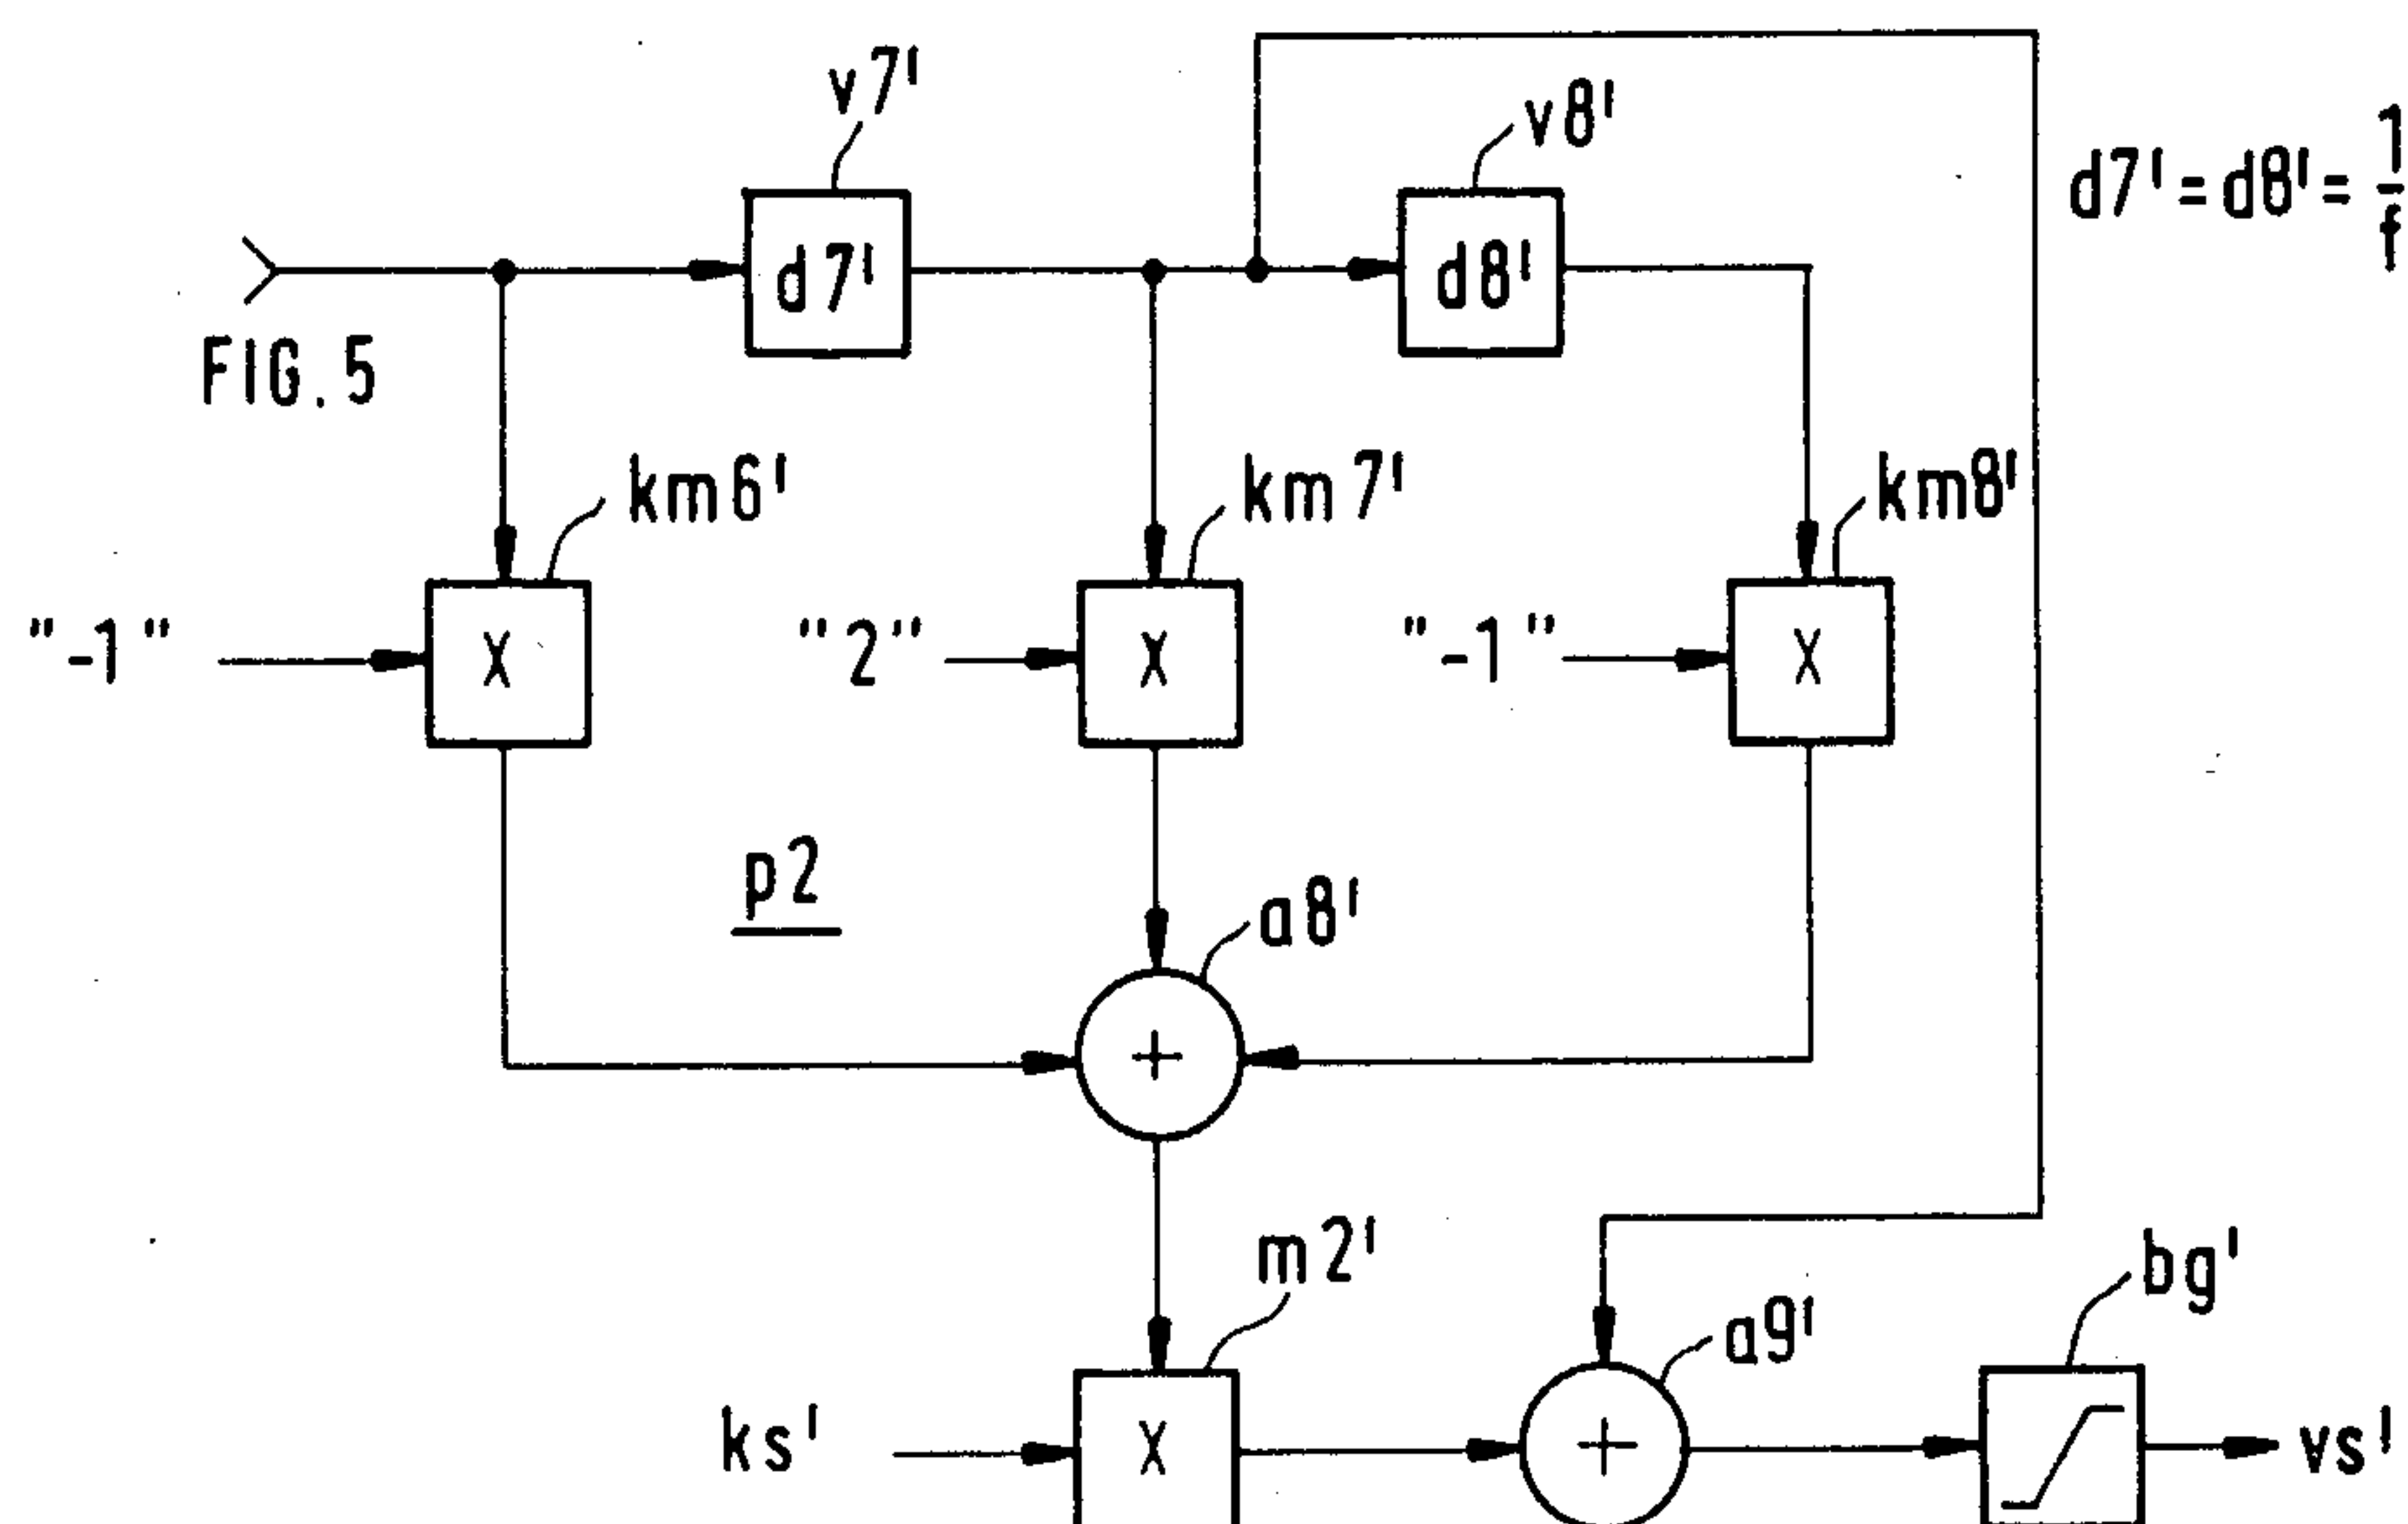 v7'
v8'
d7' = d8' = 1/f
d7'
d8'
FIG. 5
km6'
km7'
km8'
"-1"
X
"2"
X
"-1"
X
p2
a8'
+
m2'
bg'
a9'
ks'
X
+
vs'